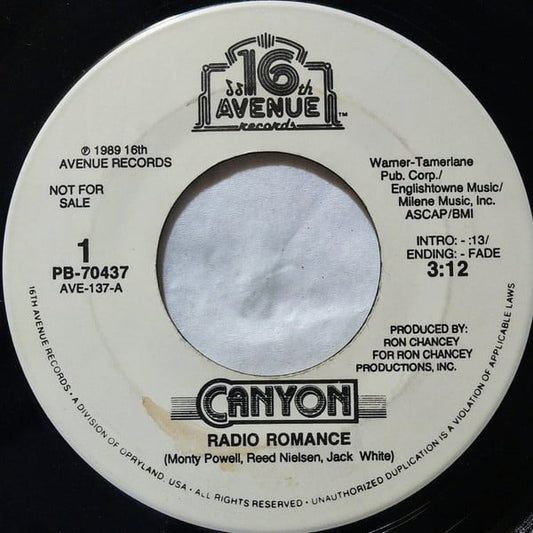 16th
AVENUE™
records
℗ 1989 16th
AVENUE RECORDS
NOT FOR
SALE
1
PB-70437
AVE-137-A
Warner-Tamerlane
Pub. Corp./
Englishtowne Music/
Milene Music, Inc.
ASCAP/BMI
INTRO: - :13/
ENDING: - FADE
3:12
PRODUCED BY:
RON CHANCEY
FOR RON CHANCEY
PRODUCTIONS, INC.
CANYON
RADIO ROMANCE
(Monty Powell, Reed Nielsen, Jack White)
16TH AVENUE RECORDS • A DIVISION OF OPRYLAND, USA • ALL RIGHTS RESERVED • UNAUTHORIZED DUPLICATION IS A VIOLATION OF APPLICABLE LAWS